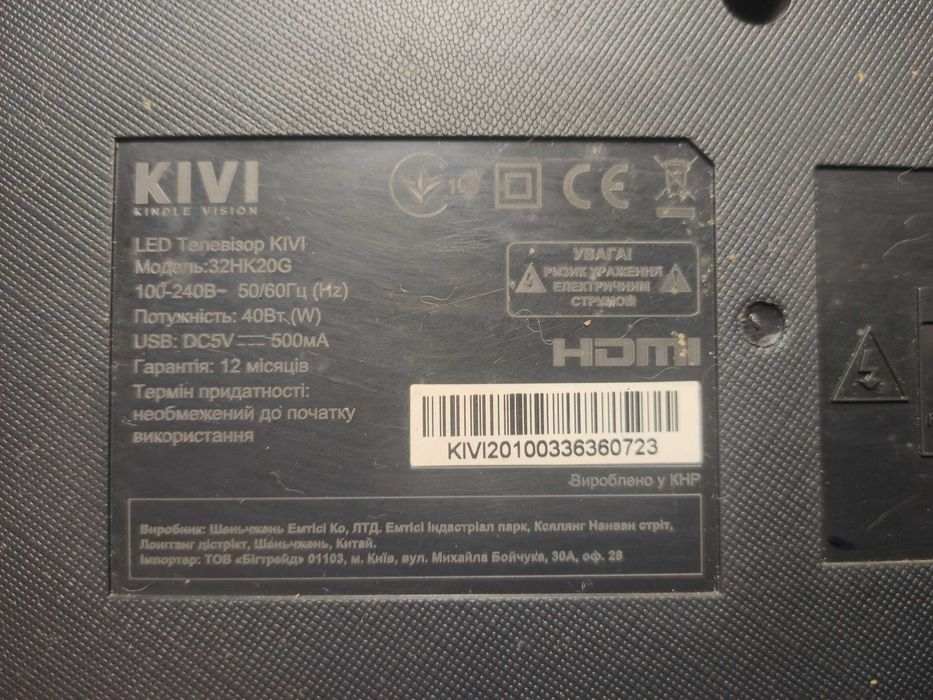 KIVI
KINDLE VISION
CE
LED Телевізор KIVI
Модель:32HK20G
100-240В~ 50/60Гц (Hz)
Потужність: 40Вт (W)
USB: DC5V 500мА
Гарантія: 12 місяців
Термін придатності:
необмежений до початку
використання
УВАГА!
РИЗИК УРАЖЕННЯ
ЕЛЕКТРИЧНИМ
СТРУМОМ
HDMI
KIVI20100336360723
Вироблено у КНР
Виробник: Шеньчжень Емтісі Ко, ЛТД. Емтісі Індастріал парк, Ксялянг Нанван стріт,
Лонгганг дістрікт, Шеньчжень, Китай.
Імпортер: ТОВ «Бігтрейд» 01103, м. Київ, вул. Михайла Бойчука, 30А, оф. 28